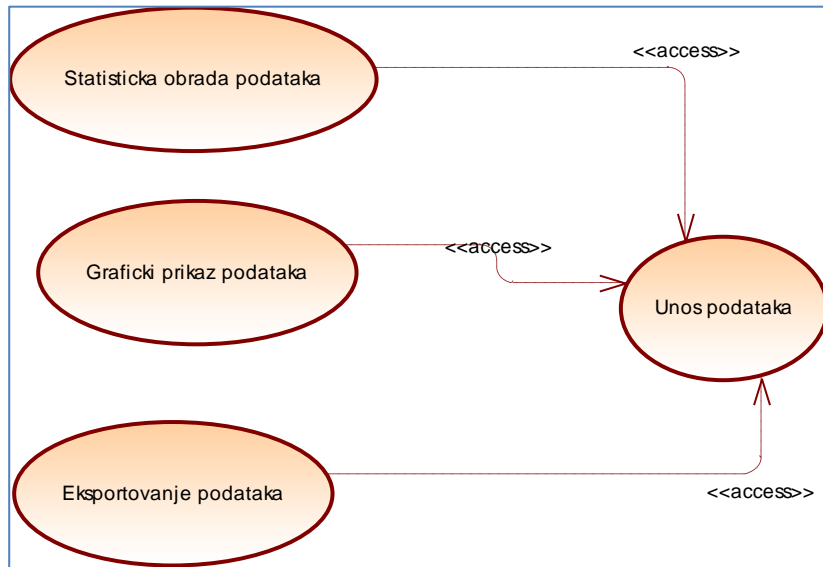 <<access>>
Statisticka obrada podataka
<<access>>
Graficki prikaz podataka
Unos podataka
Eksportovanje podataka
<<access>>